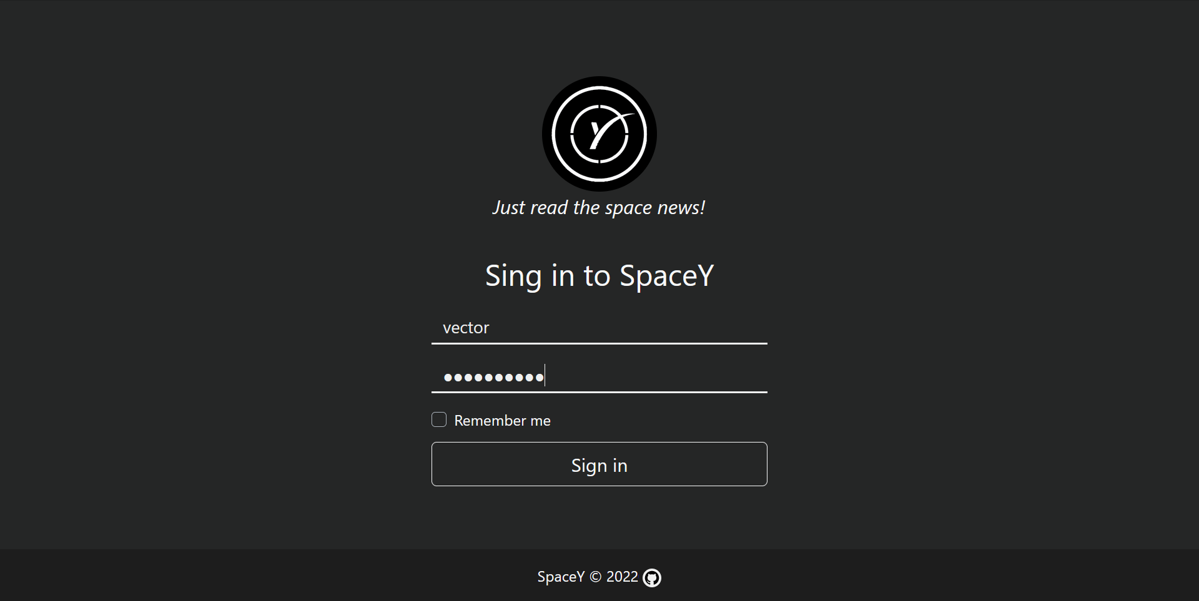 Y
Just read the space news!
Sing in to SpaceY
vector
••••••••••
Remember me
Sign in
SpaceY © 2022